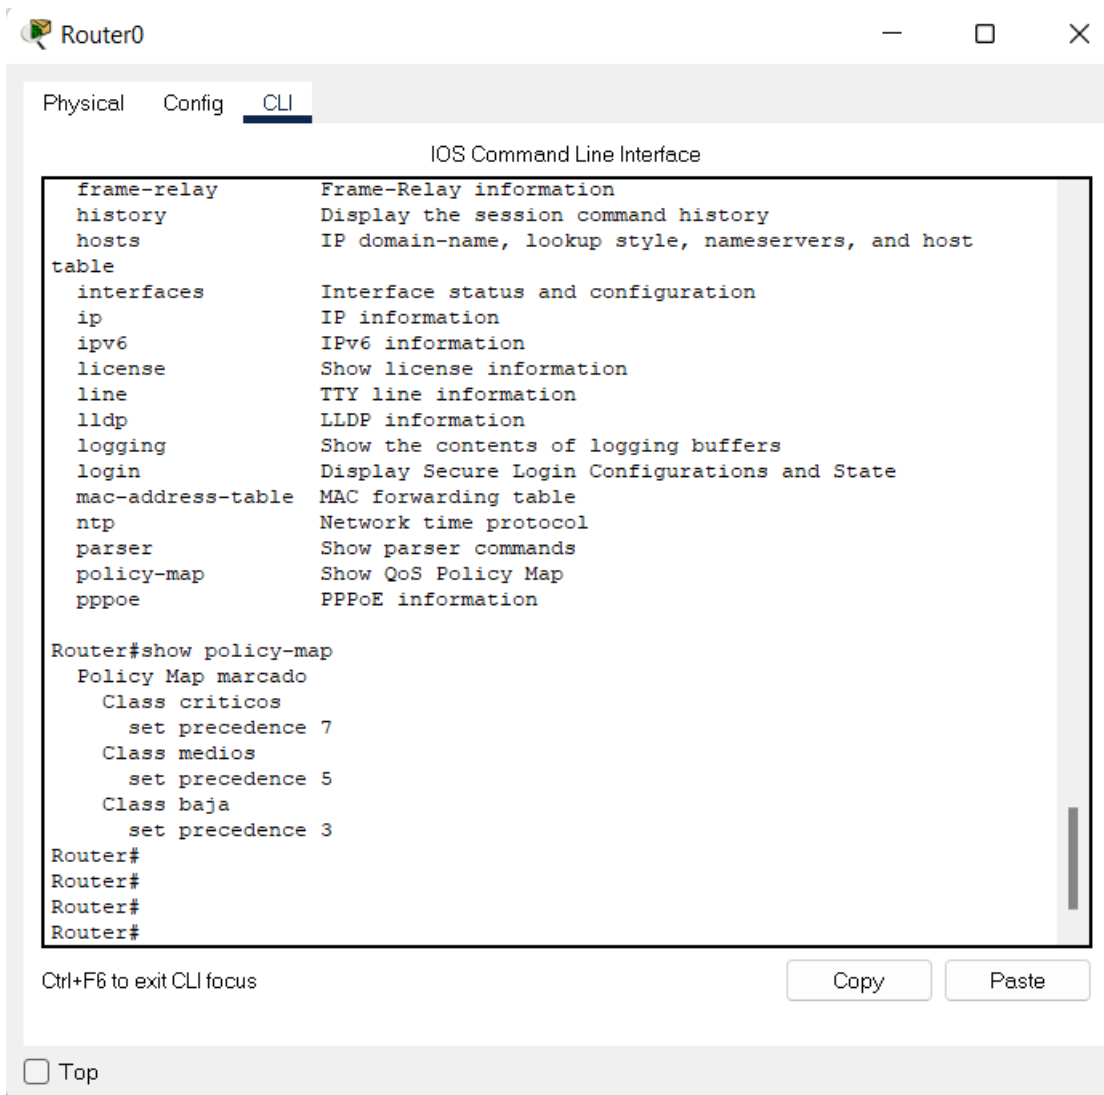 Router0
Physical Config CLI
IOS Command Line Interface
frame-relay Frame-Relay information
history Display the session command history
hosts IP domain-name, lookup style, nameservers, and host
table
interfaces Interface status and configuration
ip IP information
ipv6 IPv6 information
license Show license information
line TTY line information
lldp LLDP information
logging Show the contents of logging buffers
login Display Secure Login Configurations and State
mac-address-table MAC forwarding table
ntp Network time protocol
parser Show parser commands
policy-map Show QoS Policy Map
pppoe PPPoE information
Router#show policy-map
Policy Map marcado
Class criticos
set precedence 7
Class medios
set precedence 5
Class baja
set precedence 3
Router#
Router#
Router#
Router#
Ctrl+F6 to exit CLI focus
Copy Paste
Top